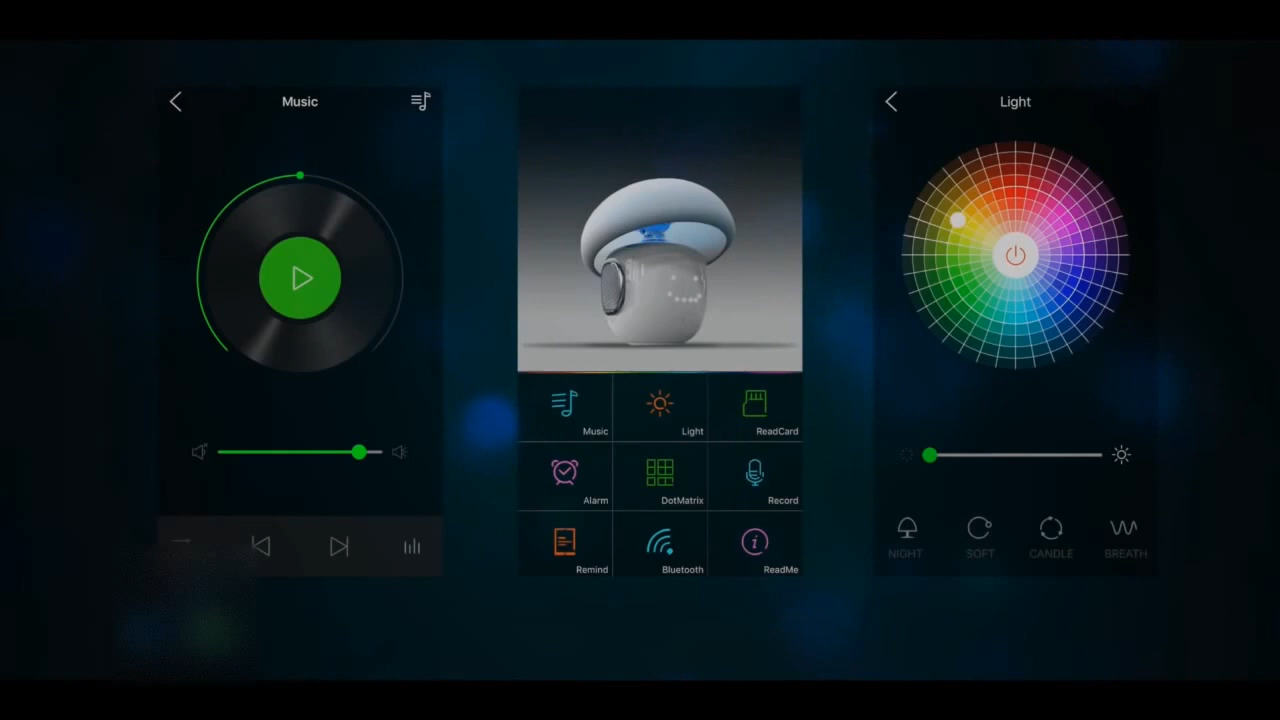 Music
Light
Music
Light
ReadCard
Alarm
DotMatrix
Record
Remind
Bluetooth
ReadMe
NIGHT
SOFT
CANDLE
BREATH